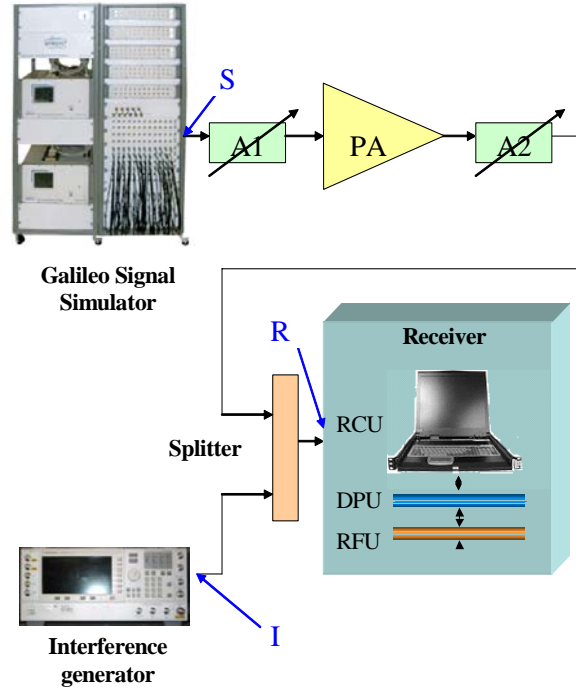 S
A1
PA
A2
Galileo Signal
Simulator
R
Receiver
RCU
Splitter
DPU
RFU
I
Interference
generator